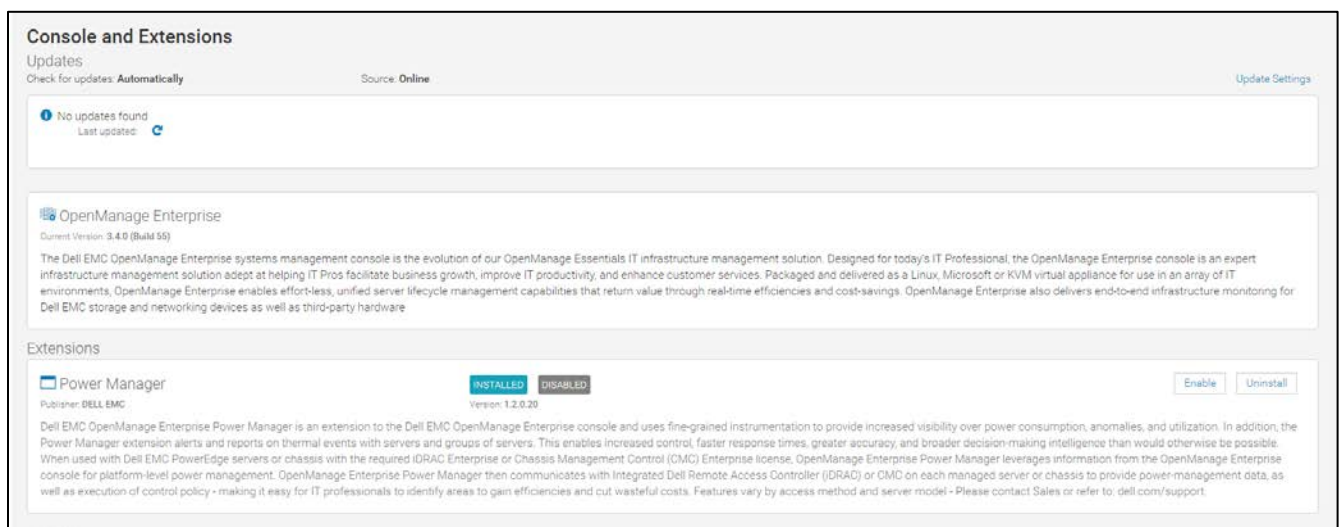 Console and Extensions
Updates
Check for updates: Automatically Source: Online Update Settings
No updates found
Last updated:
OpenManage Enterprise
Current Version: 3.4.0 (Build 55)
The Dell EMC OpenManage Enterprise systems management console is the evolution of our OpenManage Essentials IT infrastructure management solution. Designed for today's IT Professional, the OpenManage Enterprise console is an expert
infrastructure management solution adept at helping IT Pros facilitate business growth, improve IT productivity, and enhance customer services. Packaged and delivered as a Linux, Microsoft or KVM virtual appliance for use in an array of IT
environments, OpenManage Enterprise enables effort-less, unified server lifecycle management capabilities that return value through real-time efficiencies and cost-savings. OpenManage Enterprise also delivers end-to-end infrastructure monitoring for
Dell EMC storage and networking devices as well as third-party hardware
Extensions
Power Manager INSTALLED DISABLED Enable Uninstall
Publisher: DELL EMC Version: 1.2.0.20
Dell EMC OpenManage Enterprise Power Manager is an extension to the Dell EMC OpenManage Enterprise console and uses fine-grained instrumentation to provide increased visibility over power consumption, anomalies, and utilization. In addition, the
Power Manager extension alerts and reports on thermal events with servers and groups of servers. This enables increased control, faster response times, greater accuracy, and broader decision-making intelligence than would otherwise be possible.
When used with Dell EMC PowerEdge servers or chassis with the required iDRAC Enterprise or Chassis Management Control (CMC) Enterprise license, OpenManage Enterprise Power Manager leverages information from the OpenManage Enterprise
console for platform-level power management. OpenManage Enterprise Power Manager then communicates with Integrated Dell Remote Access Controller (iDRAC) or CMC on each managed server or chassis to provide power-management data, as
well as execution of control policy - making it easy for IT professionals to identify areas to gain efficiencies and cut wasteful costs. Features vary by access method and server model - Please contact Sales or refer to: dell.com/support